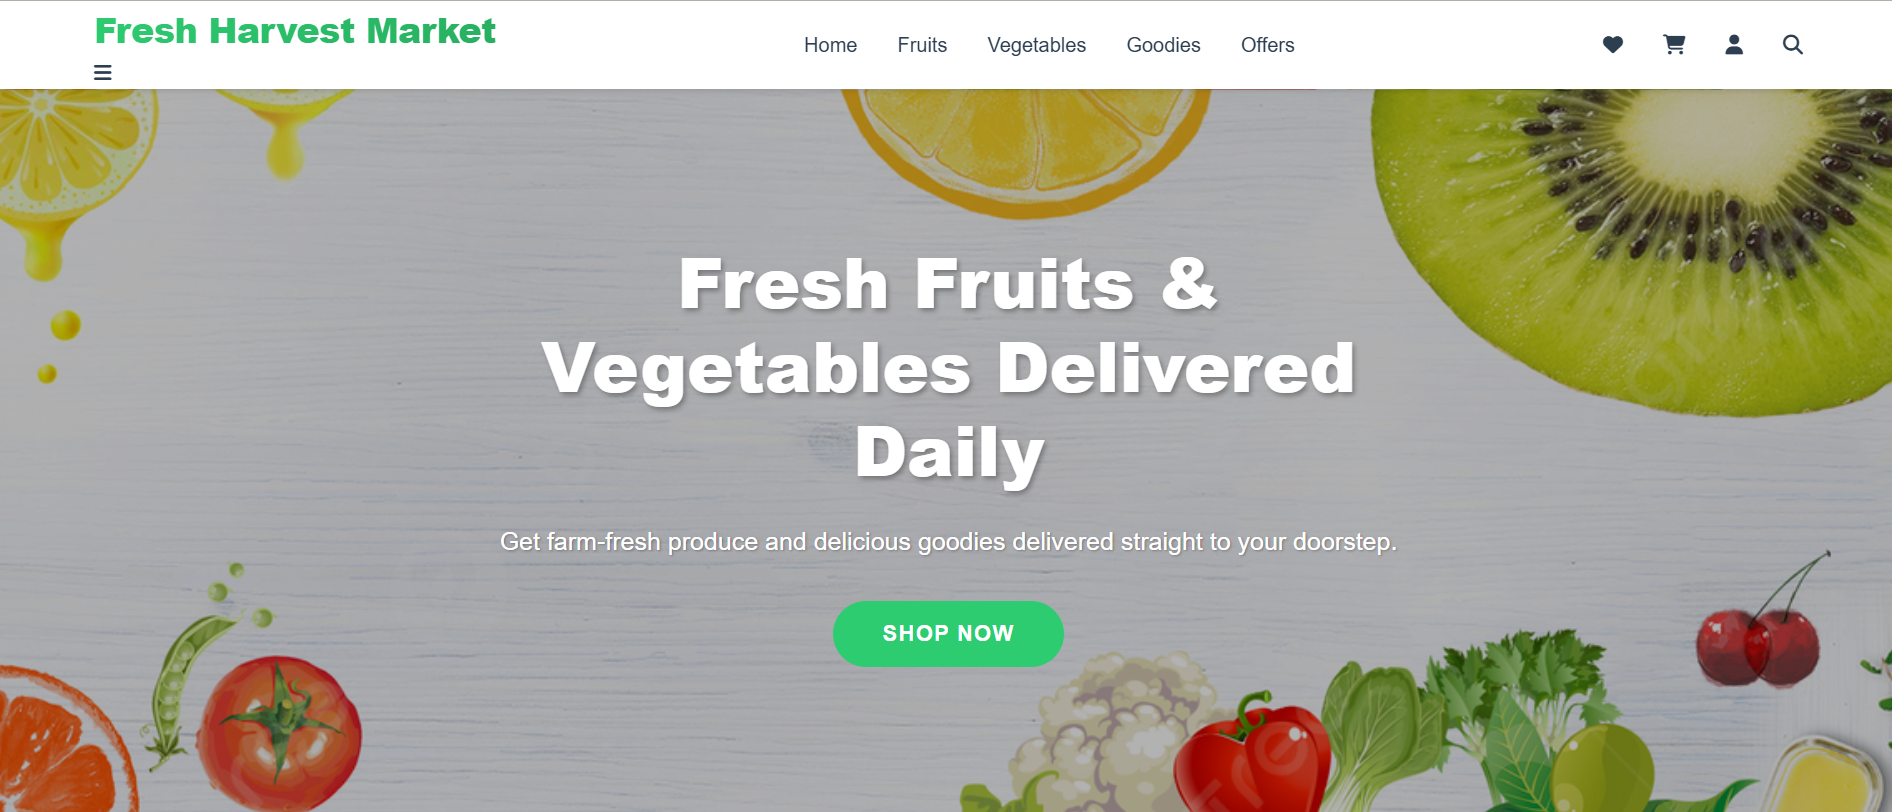 Fresh Harvest Market
Home Fruits Vegetables Goodies Offers
Fresh Fruits &
Vegetables Delivered
Daily
Get farm-fresh produce and delicious goodies delivered straight to your doorstep.
SHOP NOW